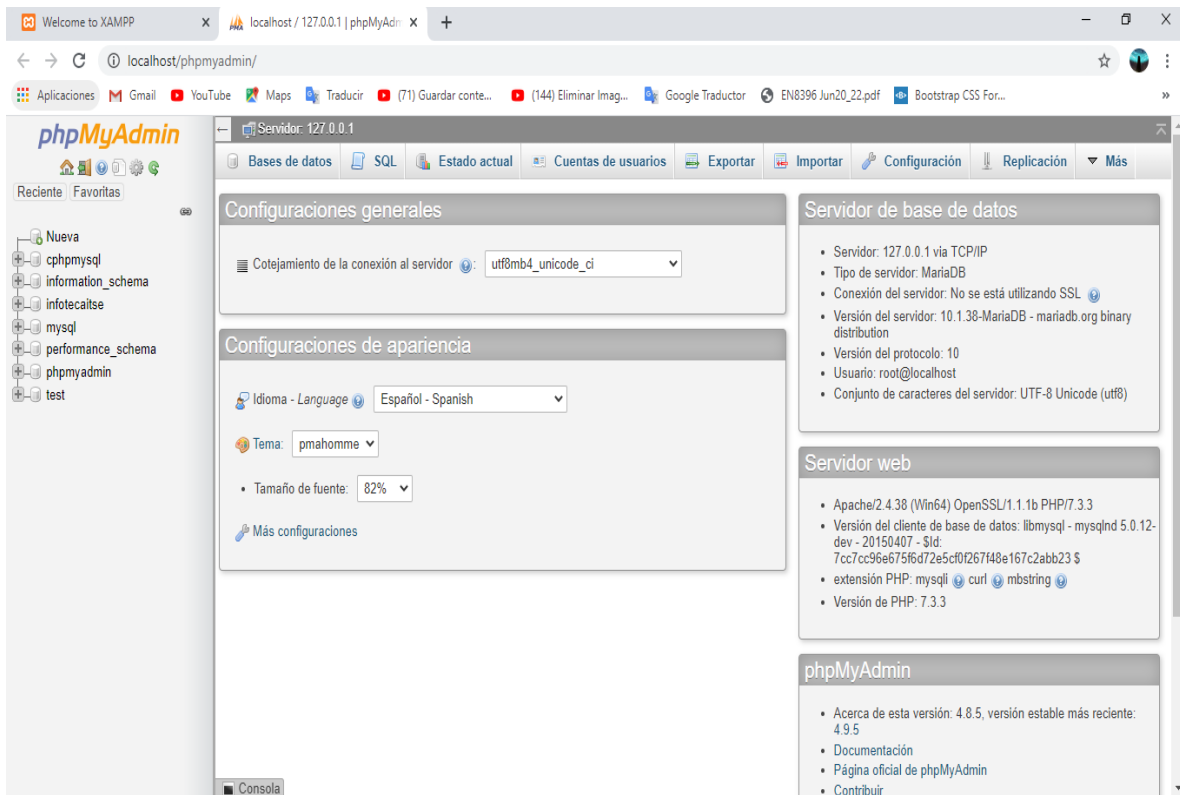 Welcome to XAMPP
localhost / 127.0.0.1 | phpMyAdm
localhost/phpmyadmin/
Aplicaciones
Gmail
YouTube
Maps
Traducir
(71) Guardar conte...
(144) Eliminar Imag...
Google Traductor
EN8396 Jun20_22.pdf
Bootstrap CSS For...
»
phpMyAdmin
Reciente
Favoritas
Nueva
cphpmysql
information_schema
infotecaitse
mysql
performance_schema
phpmyadmin
test
Servidor: 127.0.0.1
Bases de datos
SQL
Estado actual
Cuentas de usuarios
Exportar
Importar
Configuración
Replicación
Más
Configuraciones generales
Cotejamiento de la conexión al servidor : utf8mb4_unicode_ci
Configuraciones de apariencia
Idioma - Language Español - Spanish
Tema: pmahomme
Tamaño de fuente: 82%
Más configuraciones
Servidor de base de datos
Servidor: 127.0.0.1 via TCP/IP
Tipo de servidor: MariaDB
Conexión del servidor: No se está utilizando SSL
Versión del servidor: 10.1.38-MariaDB - mariadb.org binary
distribution
Versión del protocolo: 10
Usuario: root@localhost
Conjunto de caracteres del servidor: UTF-8 Unicode (utf8)
Servidor web
Apache/2.4.38 (Win64) OpenSSL/1.1.1b PHP/7.3.3
Versión del cliente de base de datos: libmysql - mysqlnd 5.0.12-
dev - 20150407 - $Id:
7cc7cc96e675f6d72e5cf0f267f48e167c2abb23 $
extensión PHP: mysqli curl mbstring
Versión de PHP: 7.3.3
phpMyAdmin
Acerca de esta versión: 4.8.5, versión estable más reciente:
4.9.5
Documentación
Página oficial de phpMyAdmin
Contribuir
Consola